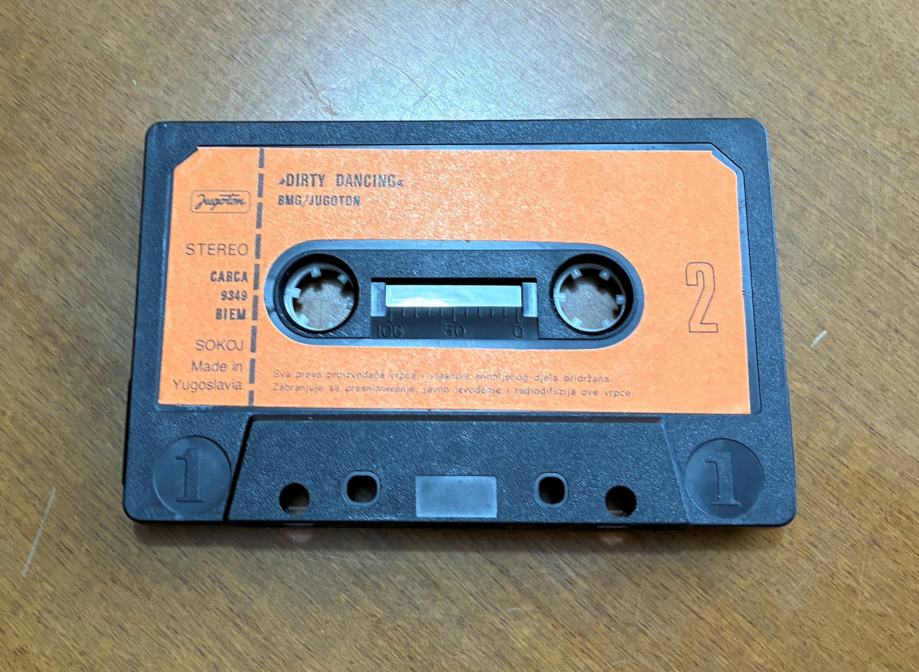 »DIRTY DANCING«
BMG/JUGOTON
Jugoton
STEREO
CARCA
9349
BIEM
SOKOJ
Made in
Yugoslavia
2
100 50 0
Sva prava proizvođača vrpca i vlasnika snimljenog djela pridržana.
Zabranjuje se presnimavanje, javno izvođenje i radiodifuzija ove vrpce.
1
1